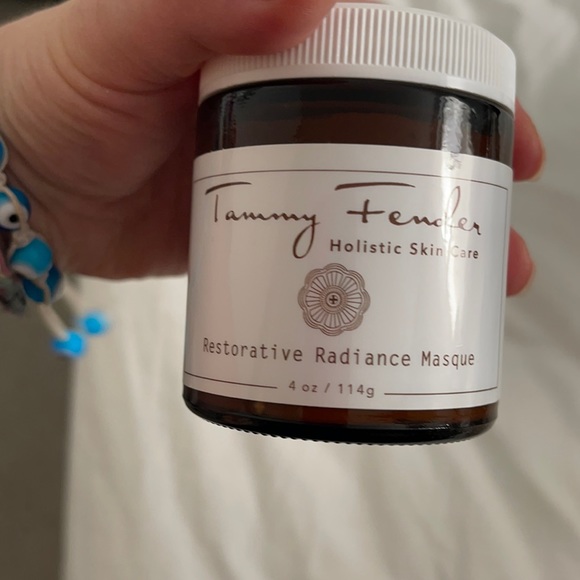 Tammy Fender
Holistic Skin Care
Restorative Radiance Masque
4 oz / 114g